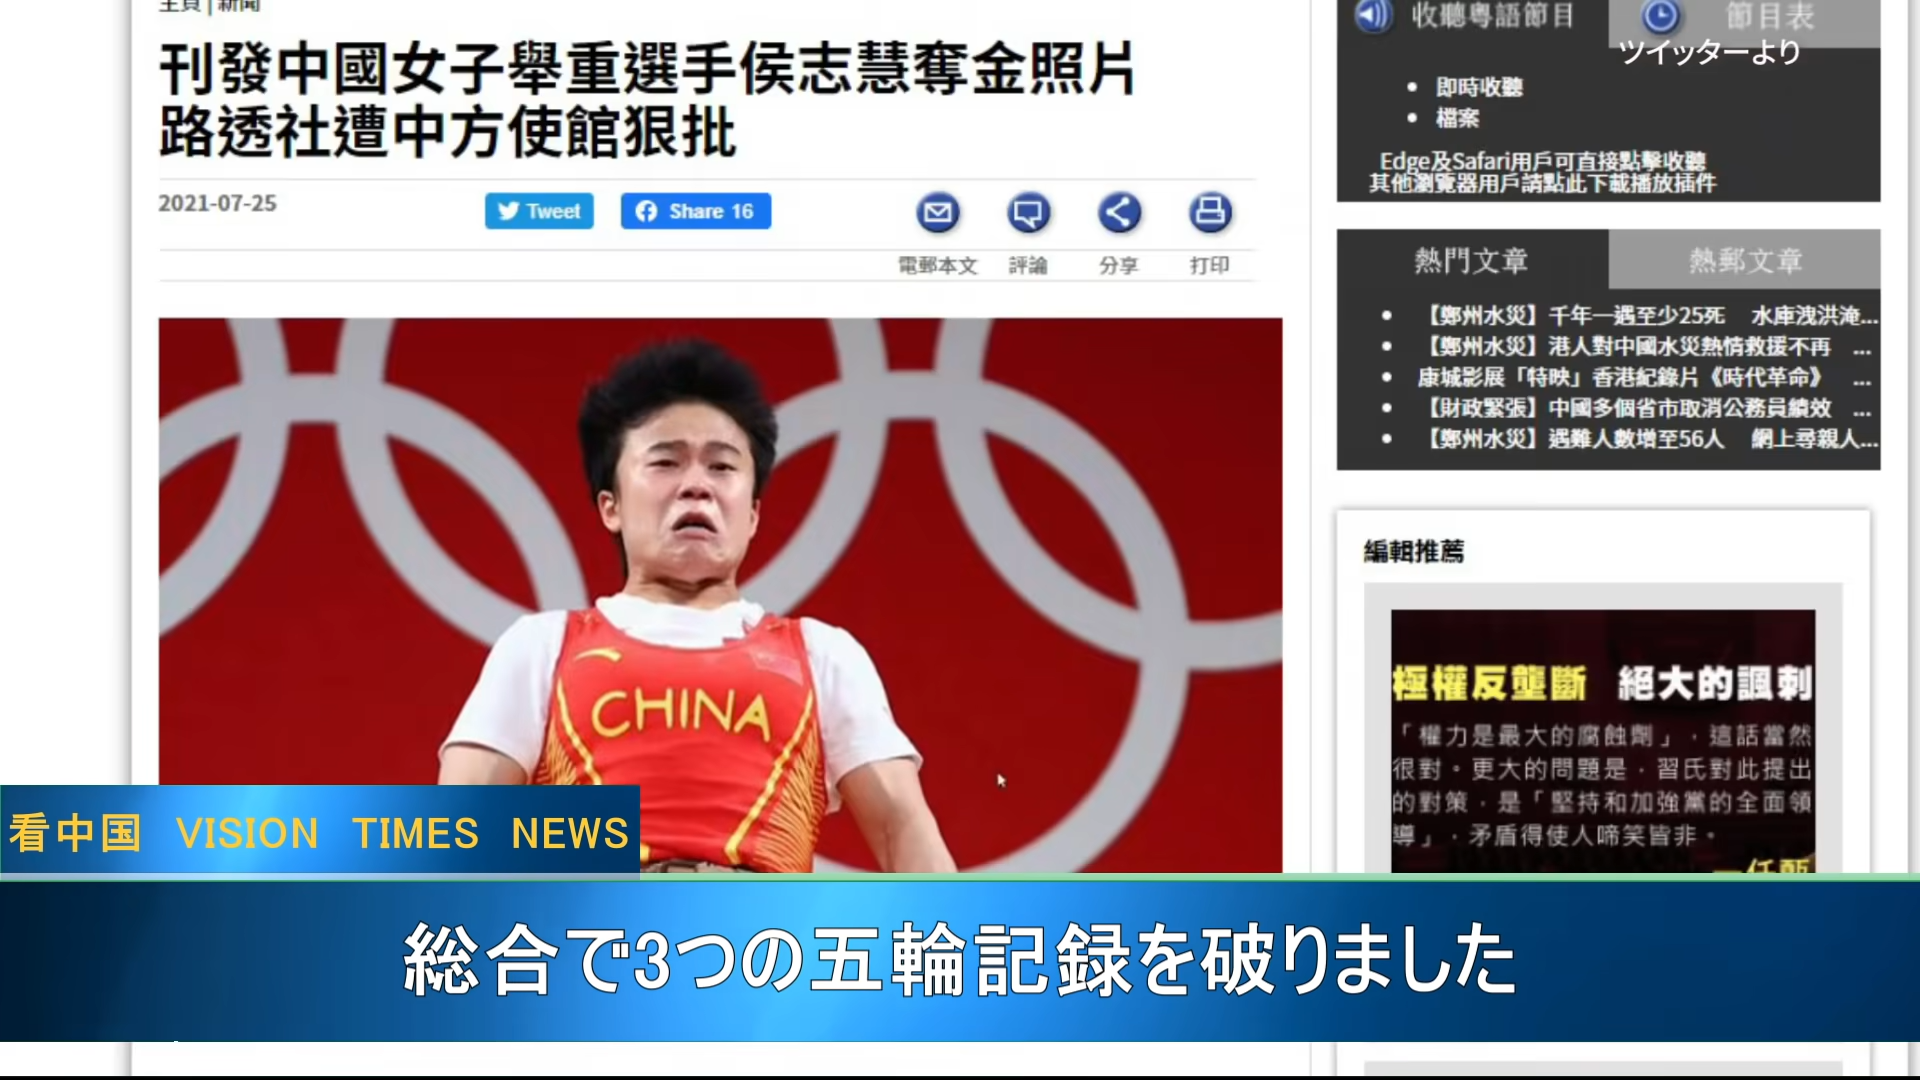 主頁 | 新聞
刊發中國女子舉重選手侯志慧奪金照片
路透社遭中方使館狠批
2021-07-25
Tweet
Share 16
電郵本文
評論
分享
打印
CHINA
收聽粵語節目
節目表
ツイッターより
即時收聽
檔案
Edge及Safari用戶可直接點擊收聽
其他瀏覽器用戶請點此下載播放插件
熱門文章
熱郵文章
【鄭州水災】千年一遇至少25死 水庫洩洪淹...
【鄭州水災】港人對中國水災熱情救援不再 ...
康城影展「特映」香港紀錄片《時代革命》 ...
【財政緊張】中國多個省市取消公務員績效 ...
【鄭州水災】遇難人數增至56人 網上尋親人...
編輯推薦
極權反壟斷 絕大的諷刺
「權力是最大的腐蝕劑」，這話當然
很對。更大的問題是，習氏對此提出
的對策，是「堅持和加強黨的全面領
導」，矛盾得使人啼笑皆非。
看中国 VISION TIMES NEWS
総合で3つの五輪記録を破りました